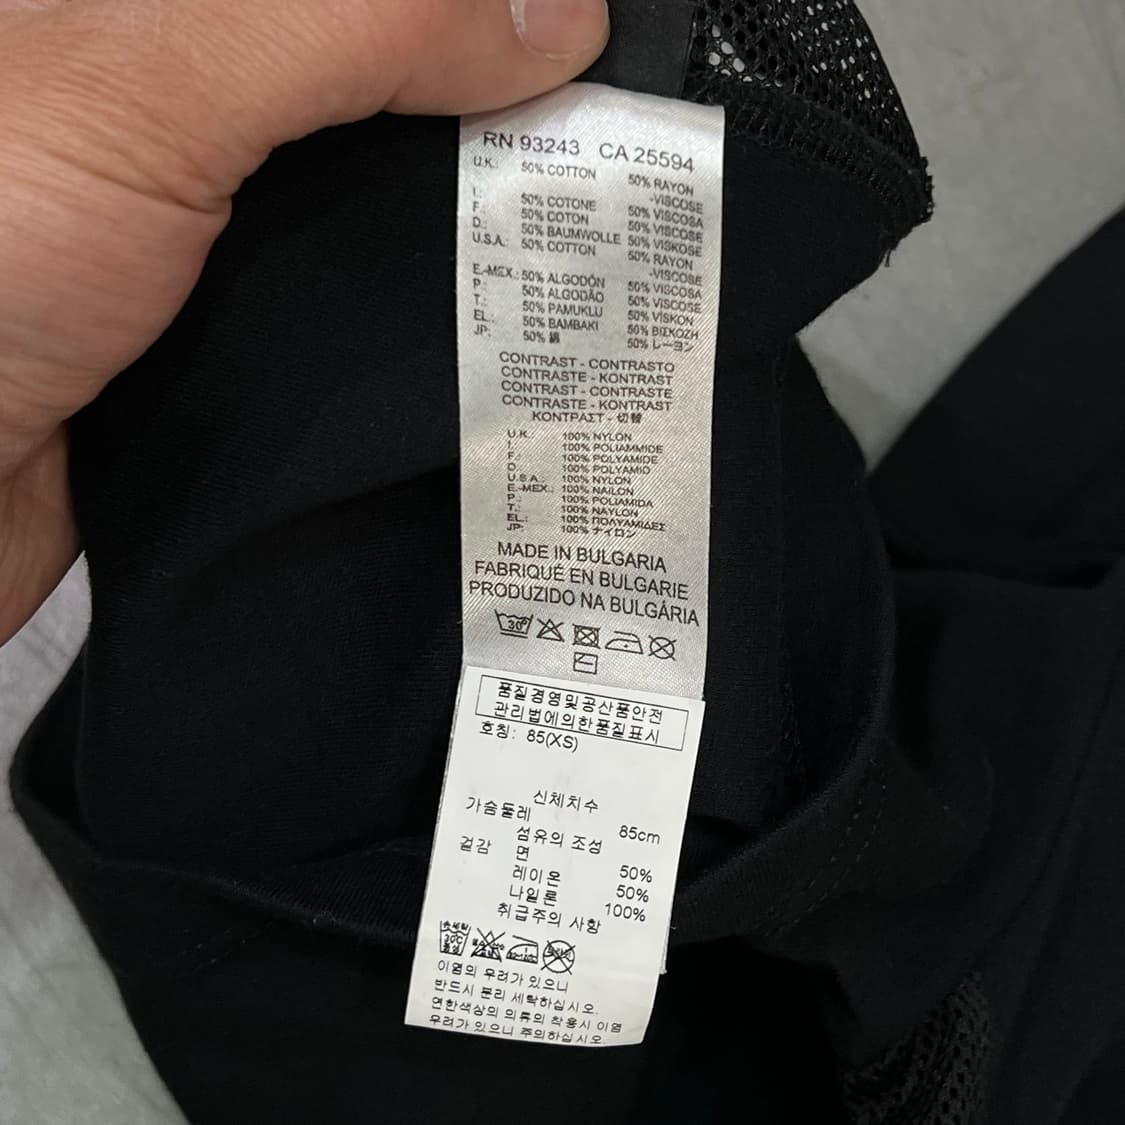 RN 93243 CA 25594
U.K.: 50% COTTON 50% RAYON
-VISCOSE
I.: 50% COTONE 50% VISCOSA
F.: 50% COTON 50% VISCOSE
D.: 50% BAUMWOLLE 50% VISKOSE
U.S.A.: 50% COTTON 50% RAYON
-VISCOSE
E.-MEX.: 50% ALGODÓN 50% VISCOSA
P.: 50% ALGODÃO 50% VISCOSE
T.: 50% PAMUKLU 50% VİSKON
EL.: 50% BAMBAKI 50% ΒΙΣΚΟΖΗ
JP: 50% 綿 50% レーヨン
CONTRAST - CONTRASTO
CONTRASTE - KONTRAST
CONTRAST - CONTRASTE
CONTRASTE - KONTRAST
ΚΟΝΤΡΑΣΤ - 切替
U.K.: 100% NYLON
I.: 100% POLIAMMIDE
F.: 100% POLYAMIDE
D.: 100% POLYAMID
U.S.A.: 100% NYLON
E.-MEX.: 100% NAILON
P.: 100% POLIAMIDA
T.: 100% NAYLON
EL.: 100% ΠΟΛΥΑΜΙΔΕΣ
JP: 100% ナイロン
MADE IN BULGARIA
FABRIQUÉ EN BULGARIE
PRODUZIDO NA BULGÁRIA
30°
품질경영및공산품안전
관리법에의한품질표시
호칭: 85(XS)
신체치수
가슴둘레 85cm
섬유의 조성
겉감 면 50%
레이온 50%
나일론 100%
취급주의 사항
30℃
이염의 우려가 있으니
반드시 분리 세탁하십시오.
연한색상의 의류의 착용시 이염
우려가 있으니 주의하십시오.